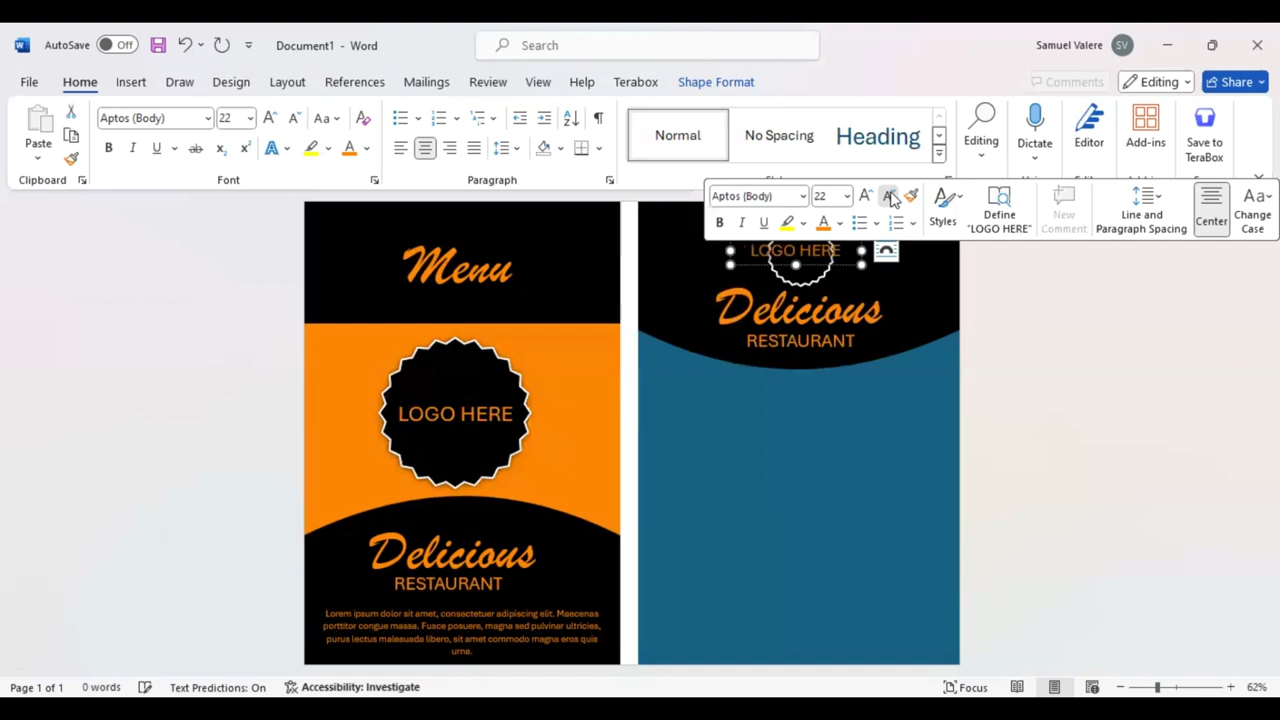 AutoSave Off Document1 - Word Search Samuel Valere SV
File Home Insert Draw Design Layout References Mailings Review View Help Terabox Shape Format Comments Editing Share
Paste Aptos (Body) 22 Aa Normal No Spacing Heading Editing Dictate Editor Add-ins Save to TeraBox
Clipboard Font Paragraph
Aptos (Body) 22 Styles Define "LOGO HERE" New Comment Line and Paragraph Spacing Center Change Case
Menu
LOGO HERE
Delicious
RESTAURANT
Lorem ipsum dolor sit amet, consectetuer adipiscing elit. Maecenas
porttitor congue massa. Fusce posuere, magna sed pulvinar ultricies,
purus lectus malesuada libero, sit amet commodo magna eros quis
urna.
LOGO HERE
Delicious
RESTAURANT
Page 1 of 1 0 words Text Predictions: On Accessibility: Investigate Focus 62%